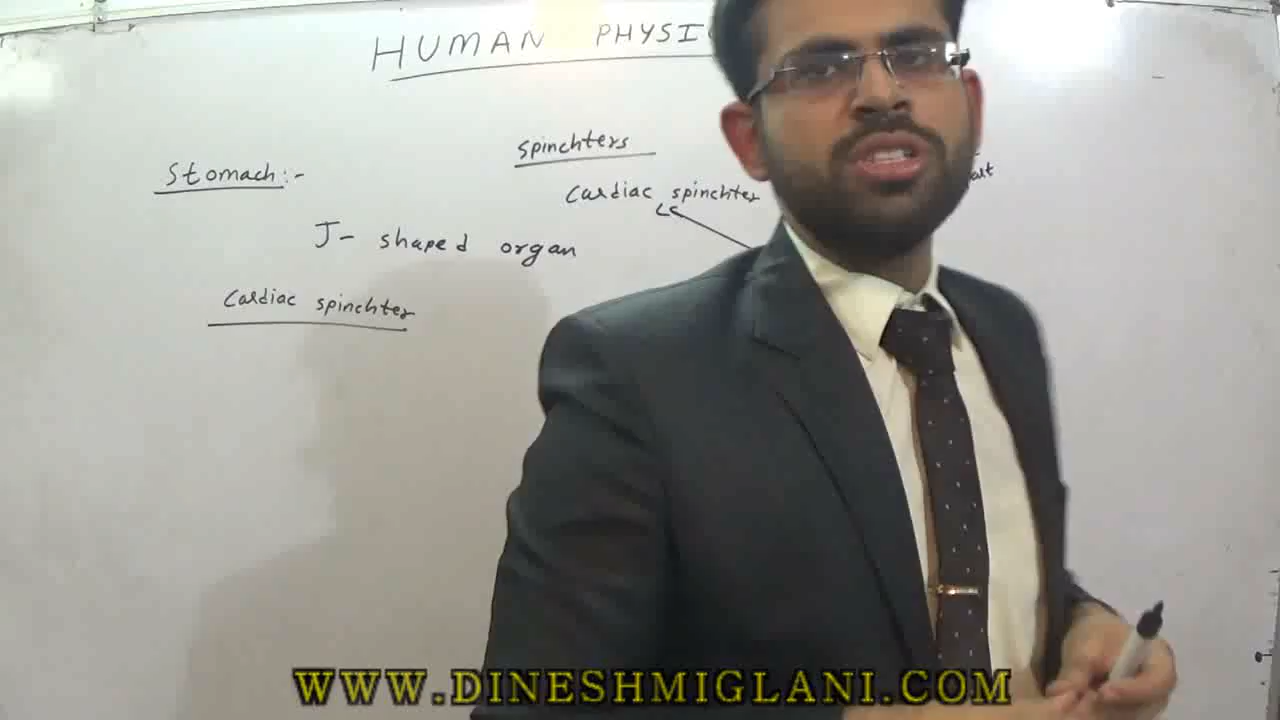 HUMAN PHYSI
Spinchters
Stomach:-
Cardiac spinchter
J- shaped organ
Cardiac spinchter
WWW.DINESHMIGLANI.COM